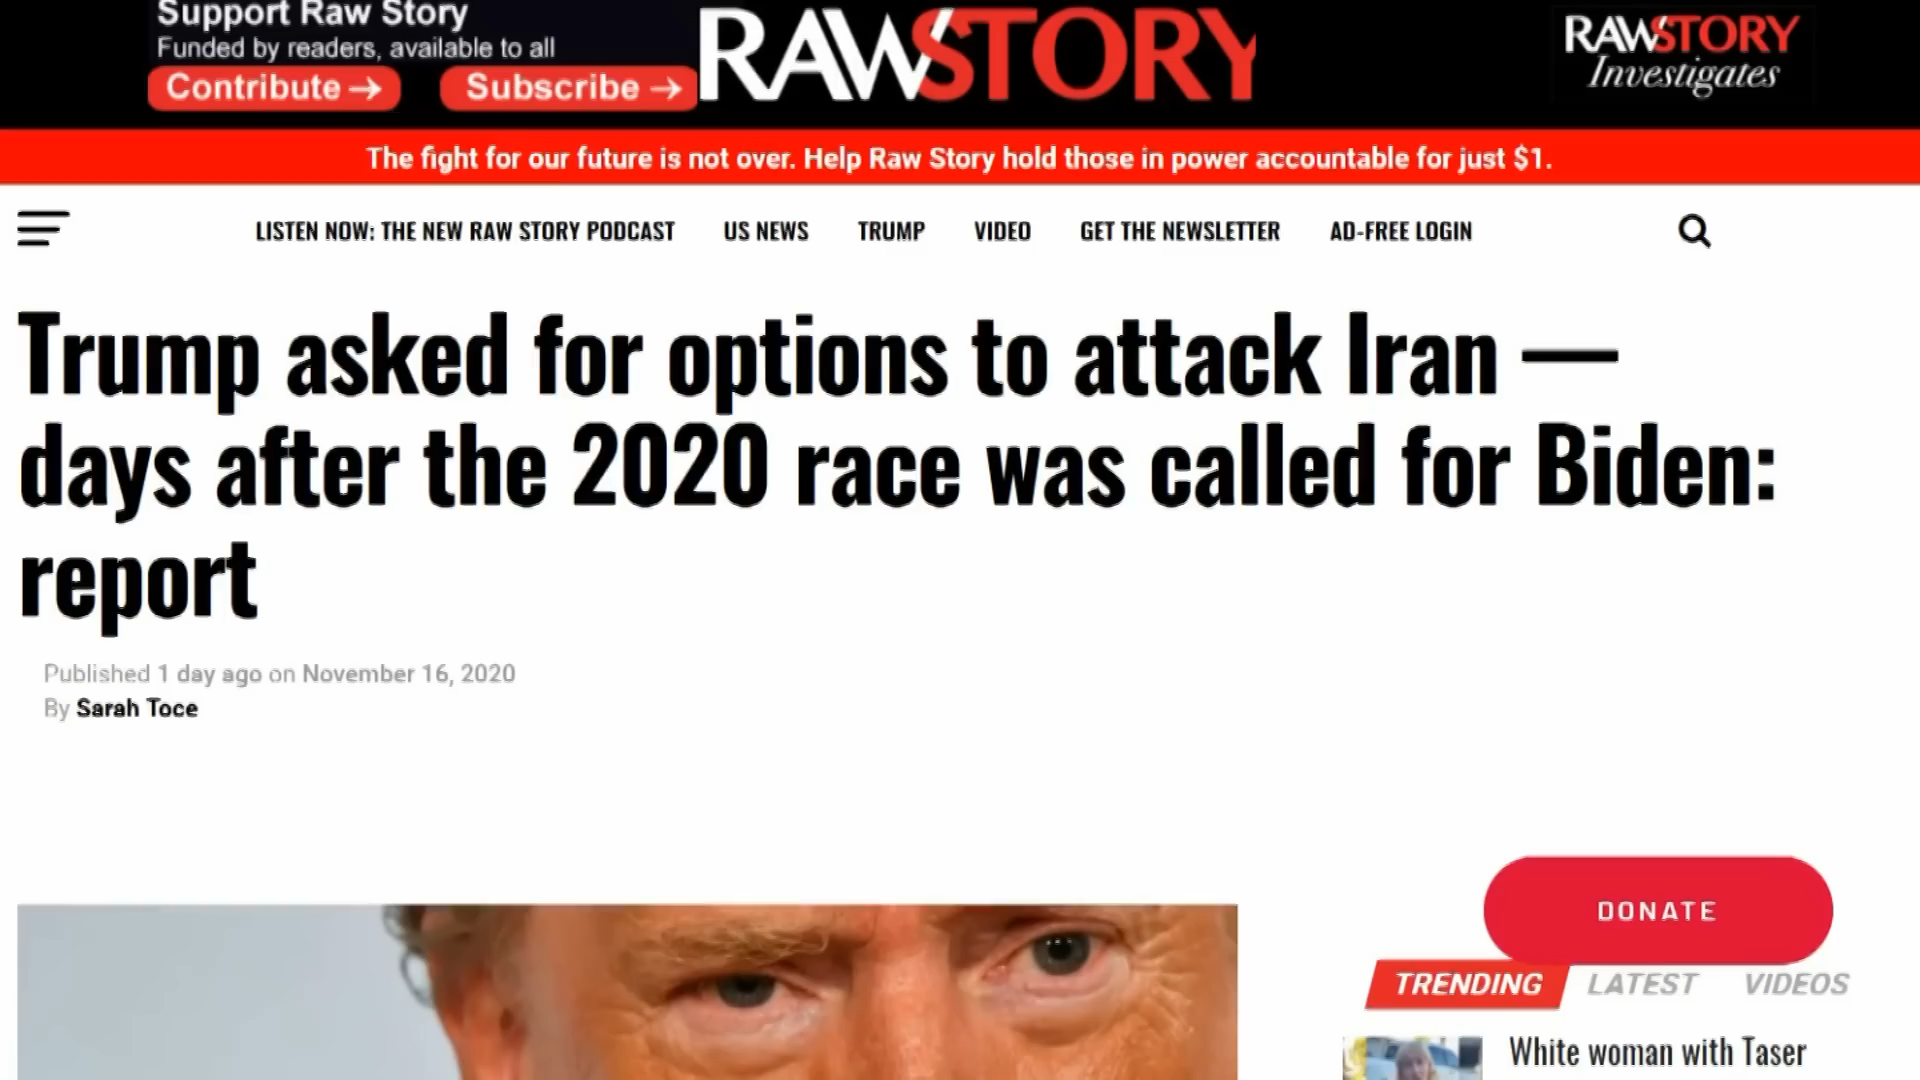 Support Raw Story
Funded by readers, available to all
Contribute →
Subscribe →
RAWSTORY
RAWSTORY
Investigates
The fight for our future is not over. Help Raw Story hold those in power accountable for just $1.
LISTEN NOW: THE NEW RAW STORY PODCAST
US NEWS
TRUMP
VIDEO
GET THE NEWSLETTER
AD-FREE LOGIN
Trump asked for options to attack Iran —
days after the 2020 race was called for Biden:
report
Published 1 day ago on November 16, 2020
By Sarah Toce
DONATE
TRENDING
LATEST
VIDEOS
White woman with Taser